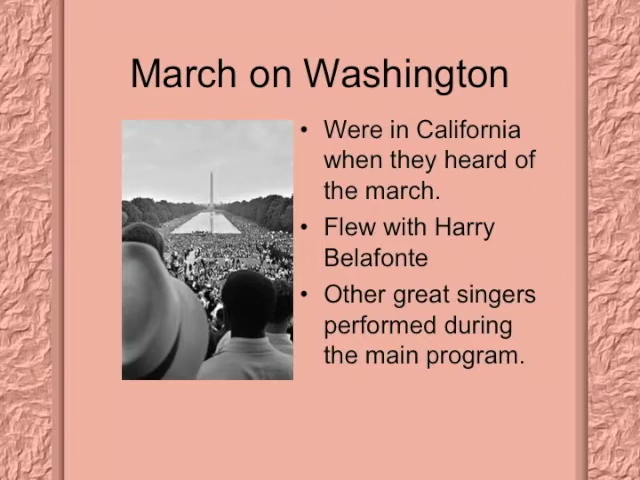 March on Washington
• Were in California
when they heard of
the march.
• Flew with Harry
Belafonte
• Other great singers
performed during
the main program.